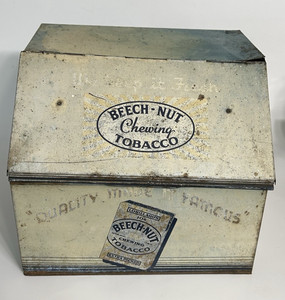 BEECH-NUT
Chewing
TOBACCO
"QUALITY MADE IT FAMOUS"
BEECH-NUT
CHEWING
TOBACCO